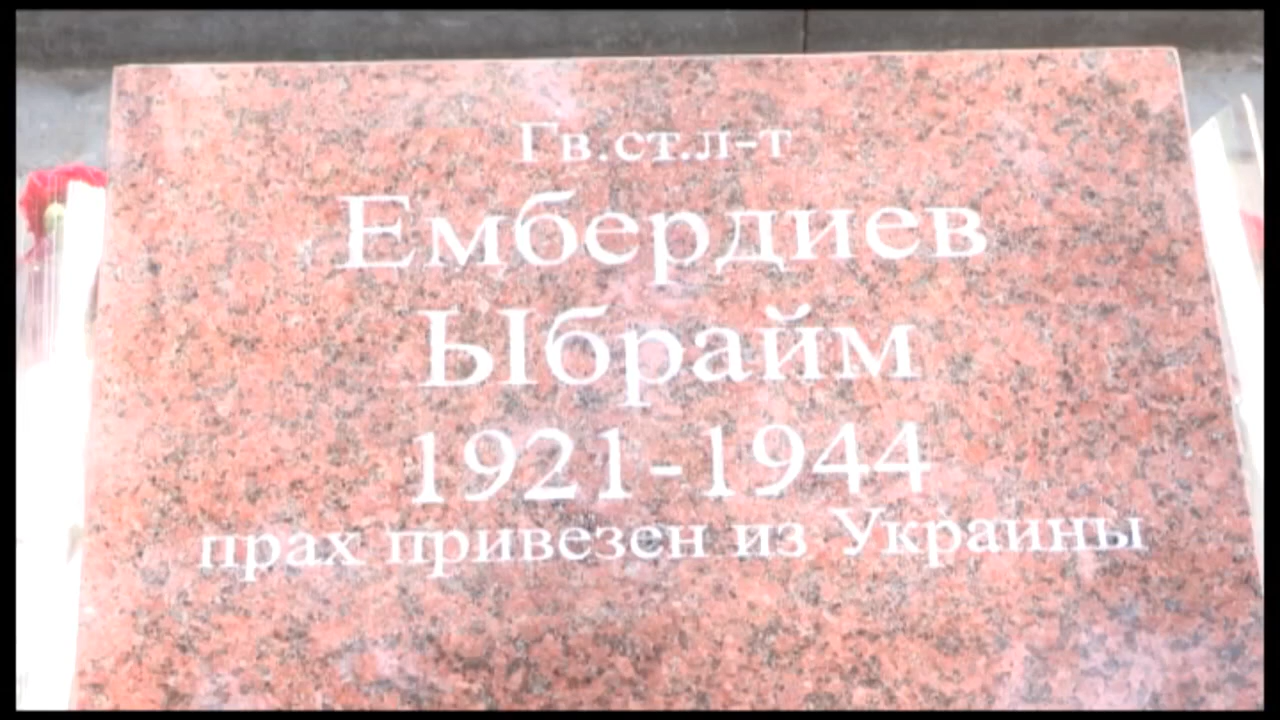 Гв.ст.л-т
Ембердиев
Ыбрайм
1921-1944
прах привезен из Украины